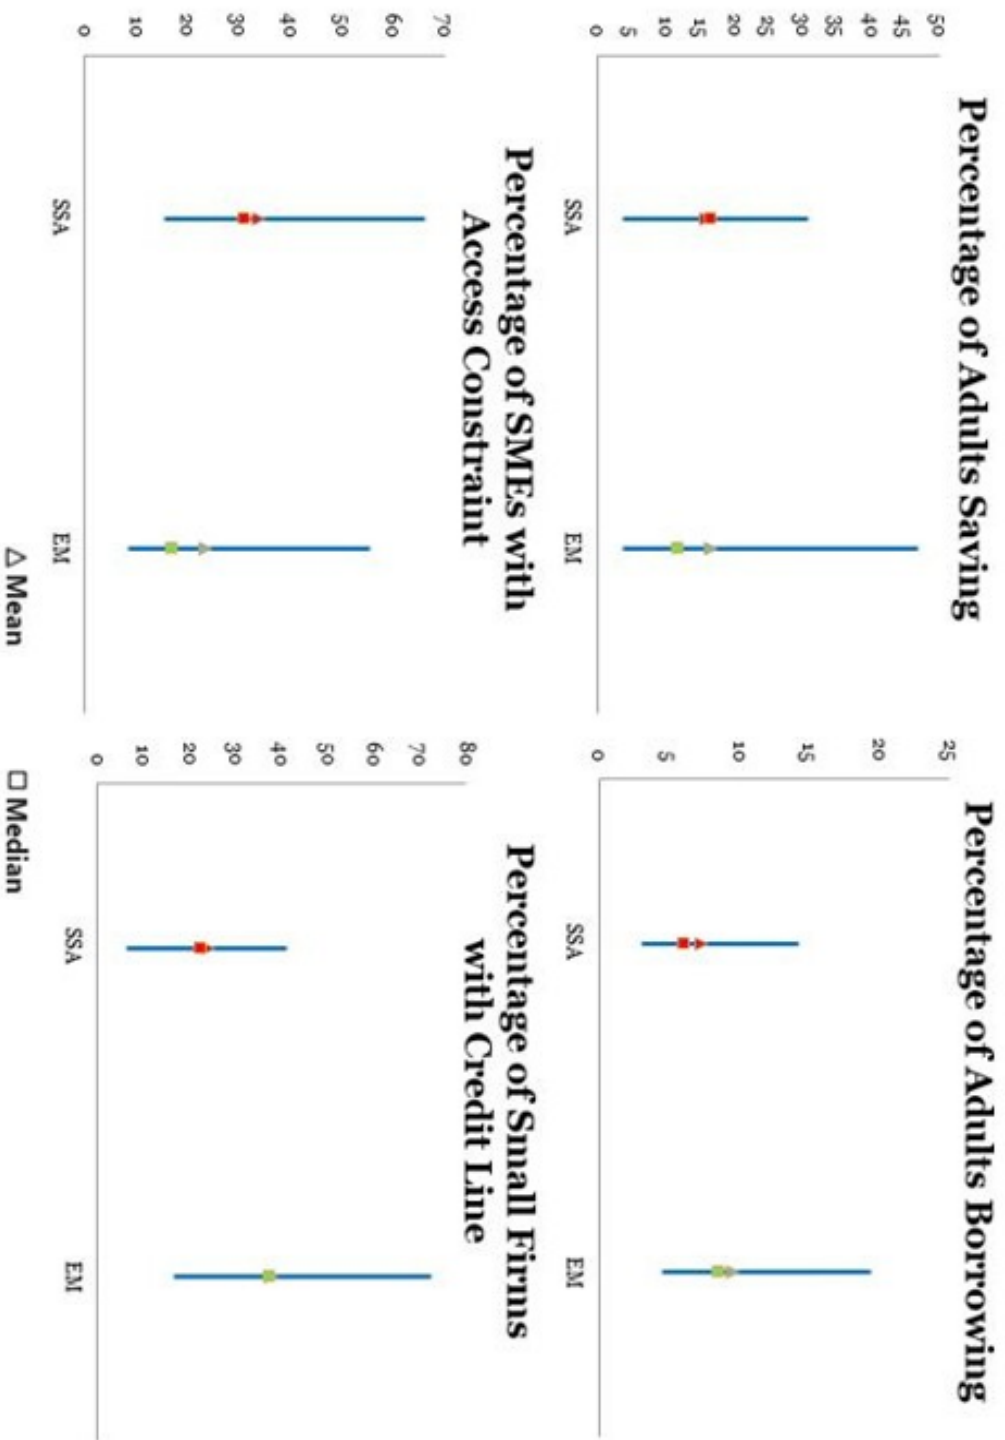 Percentage of Adults Saving
50
45
40
35
30
25
20
15
10
5
0
SSA
EM
Percentage of Adults Borrowing
25
20
15
10
5
0
SSA
EM
Percentage of SMEs with
Access Constraint
70
60
50
40
30
20
10
0
SSA
EM
Percentage of Small Firms
with Credit Line
80
70
60
50
40
30
20
10
0
SSA
EM
Mean
Median